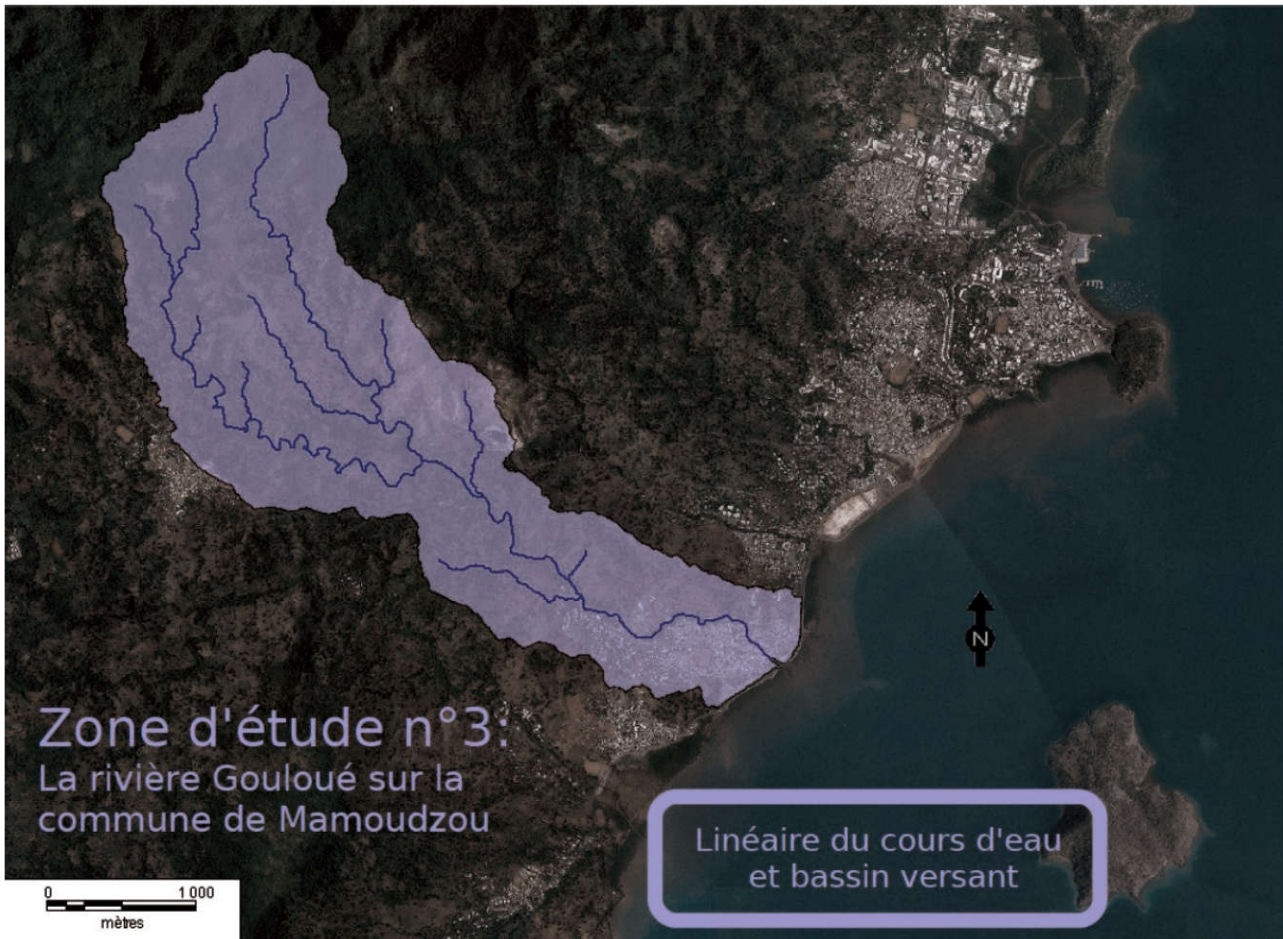 N
Zone d'étude n°3:
La rivière Gouloué sur la
commune de Mamoudzou
Linéaire du cours d'eau
et bassin versant
0 1 000
mètres